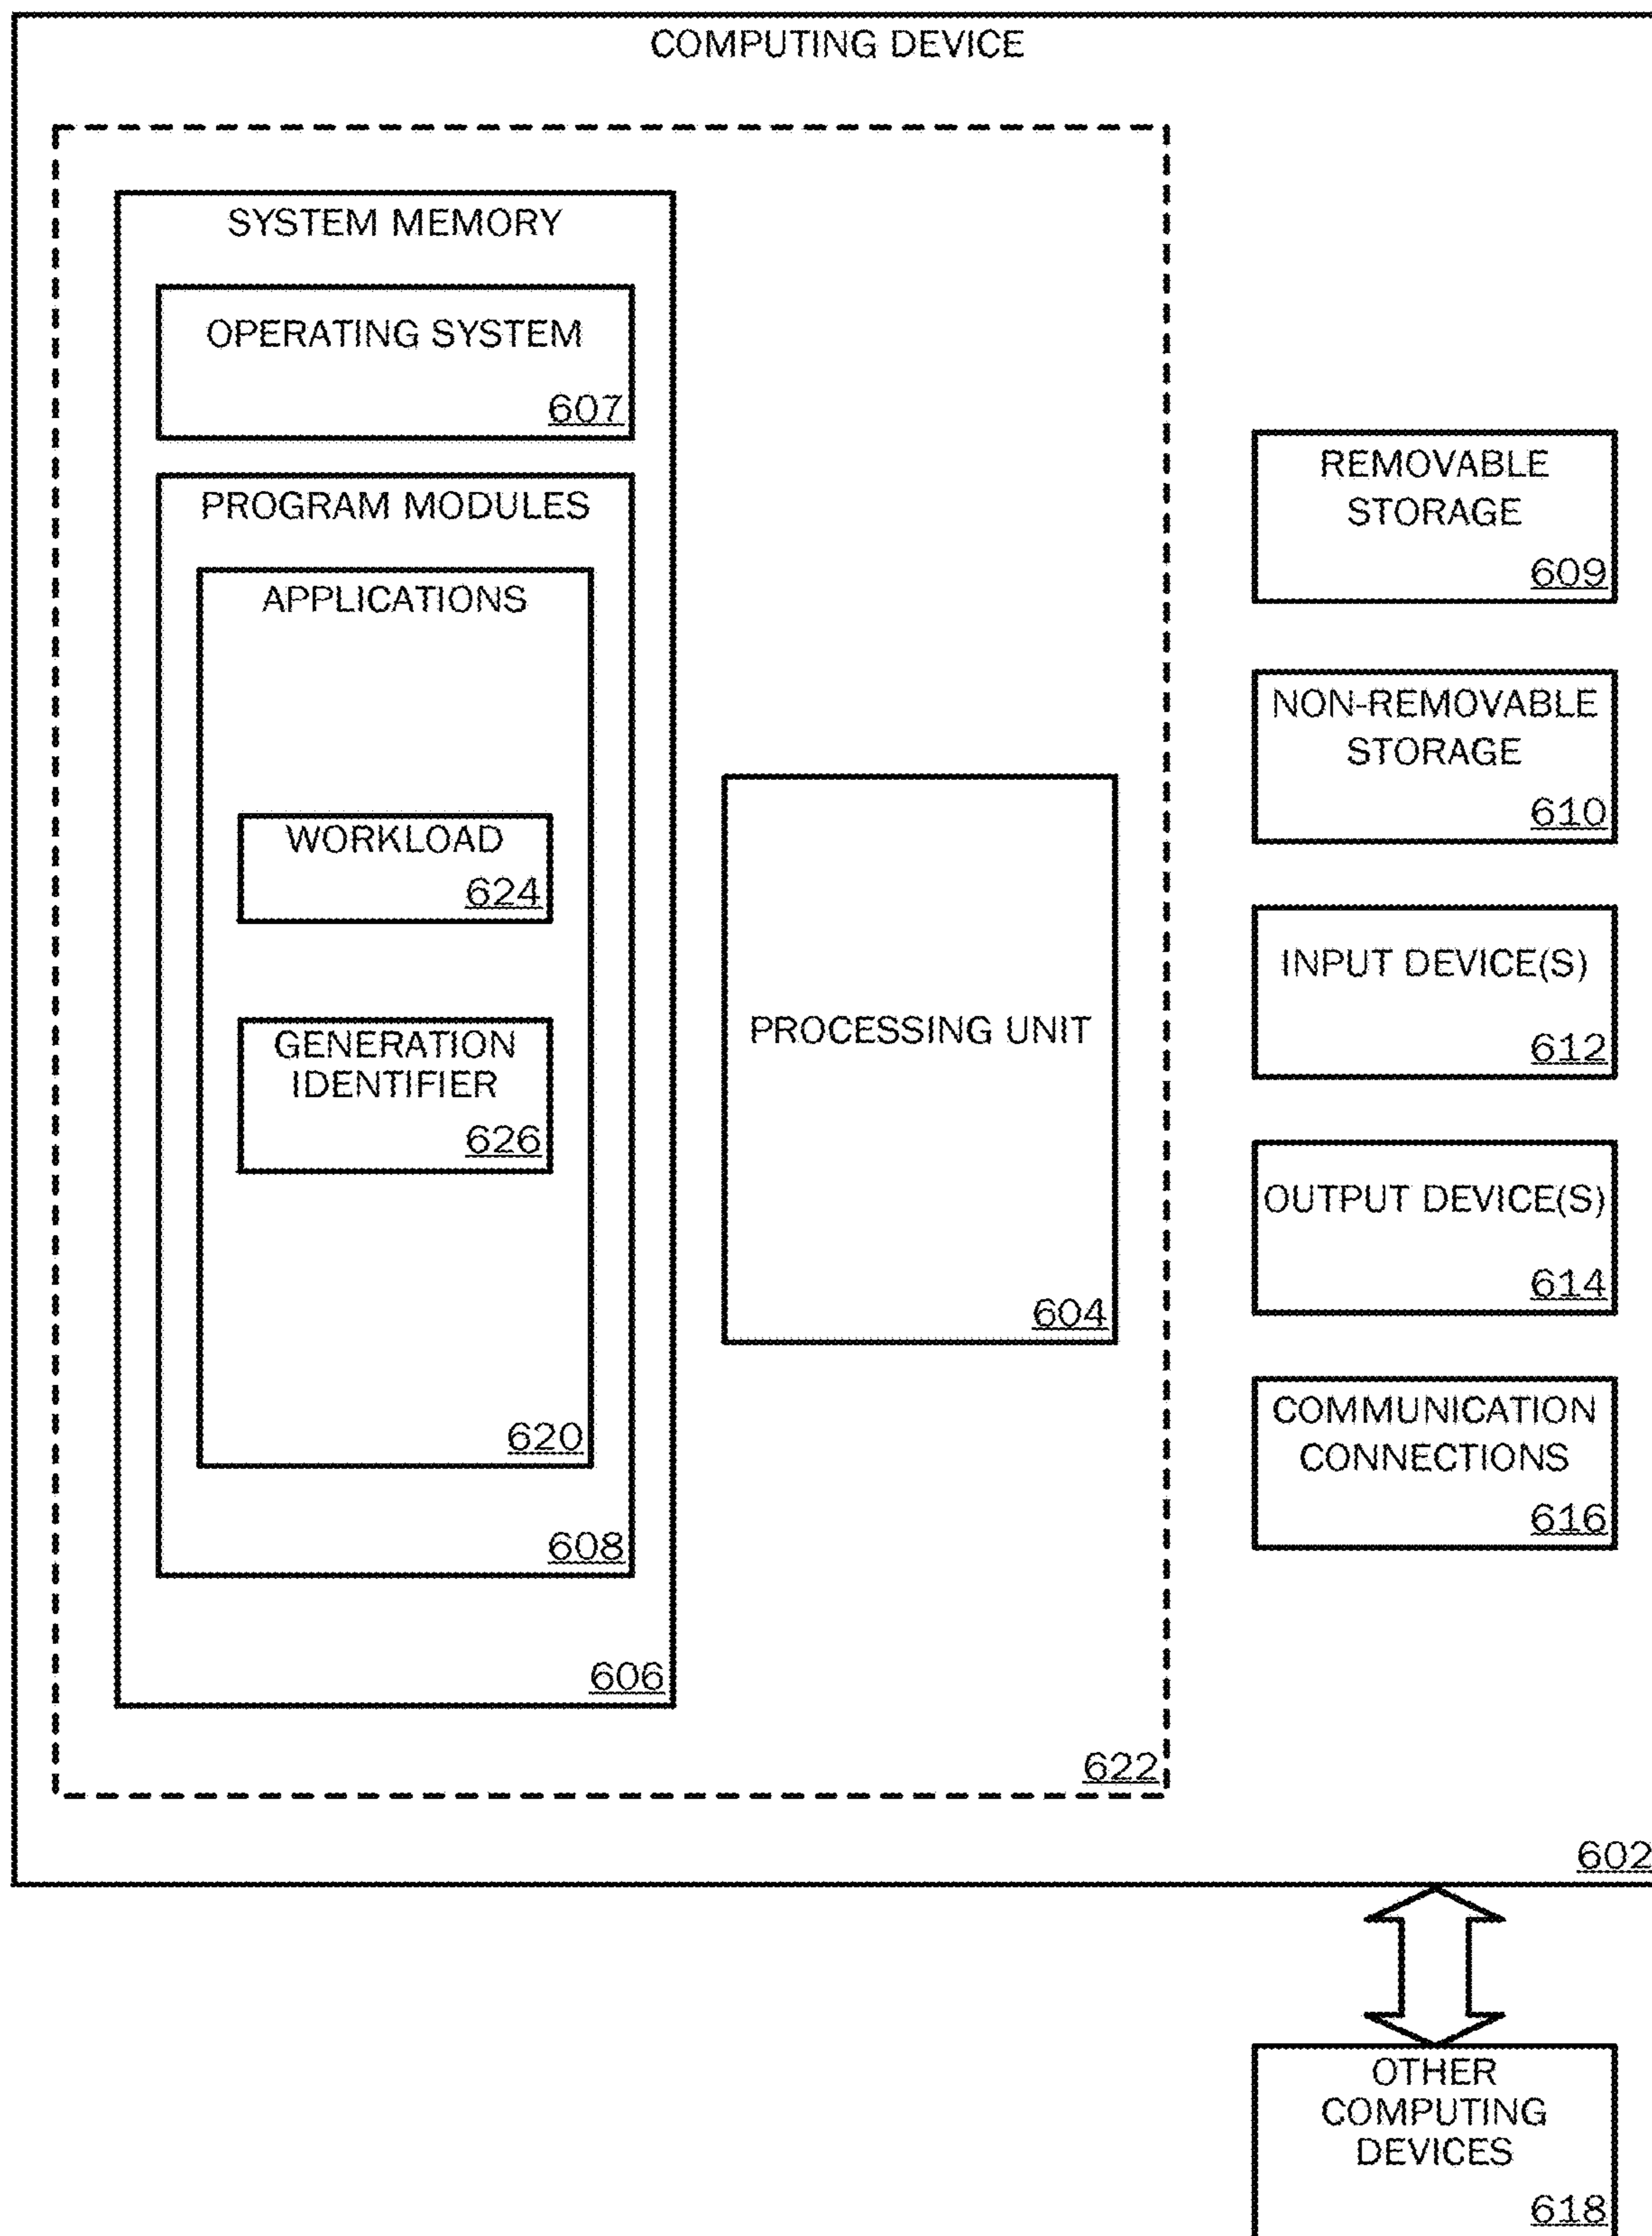 COMPUTING DEVICE
SYSTEM MEMORY
OPERATING SYSTEM
607
PROGRAM MODULES
APPLICATIONS
WORKLOAD
624
GENERATION
IDENTIFIER
626
620
608
606
PROCESSING UNIT
604
622
REMOVABLE
STORAGE
609
NON-REMOVABLE
STORAGE
610
INPUT DEVICE(S)
612
OUTPUT DEVICE(S)
614
COMMUNICATION
CONNECTIONS
616
602
OTHER
COMPUTING
DEVICES
618